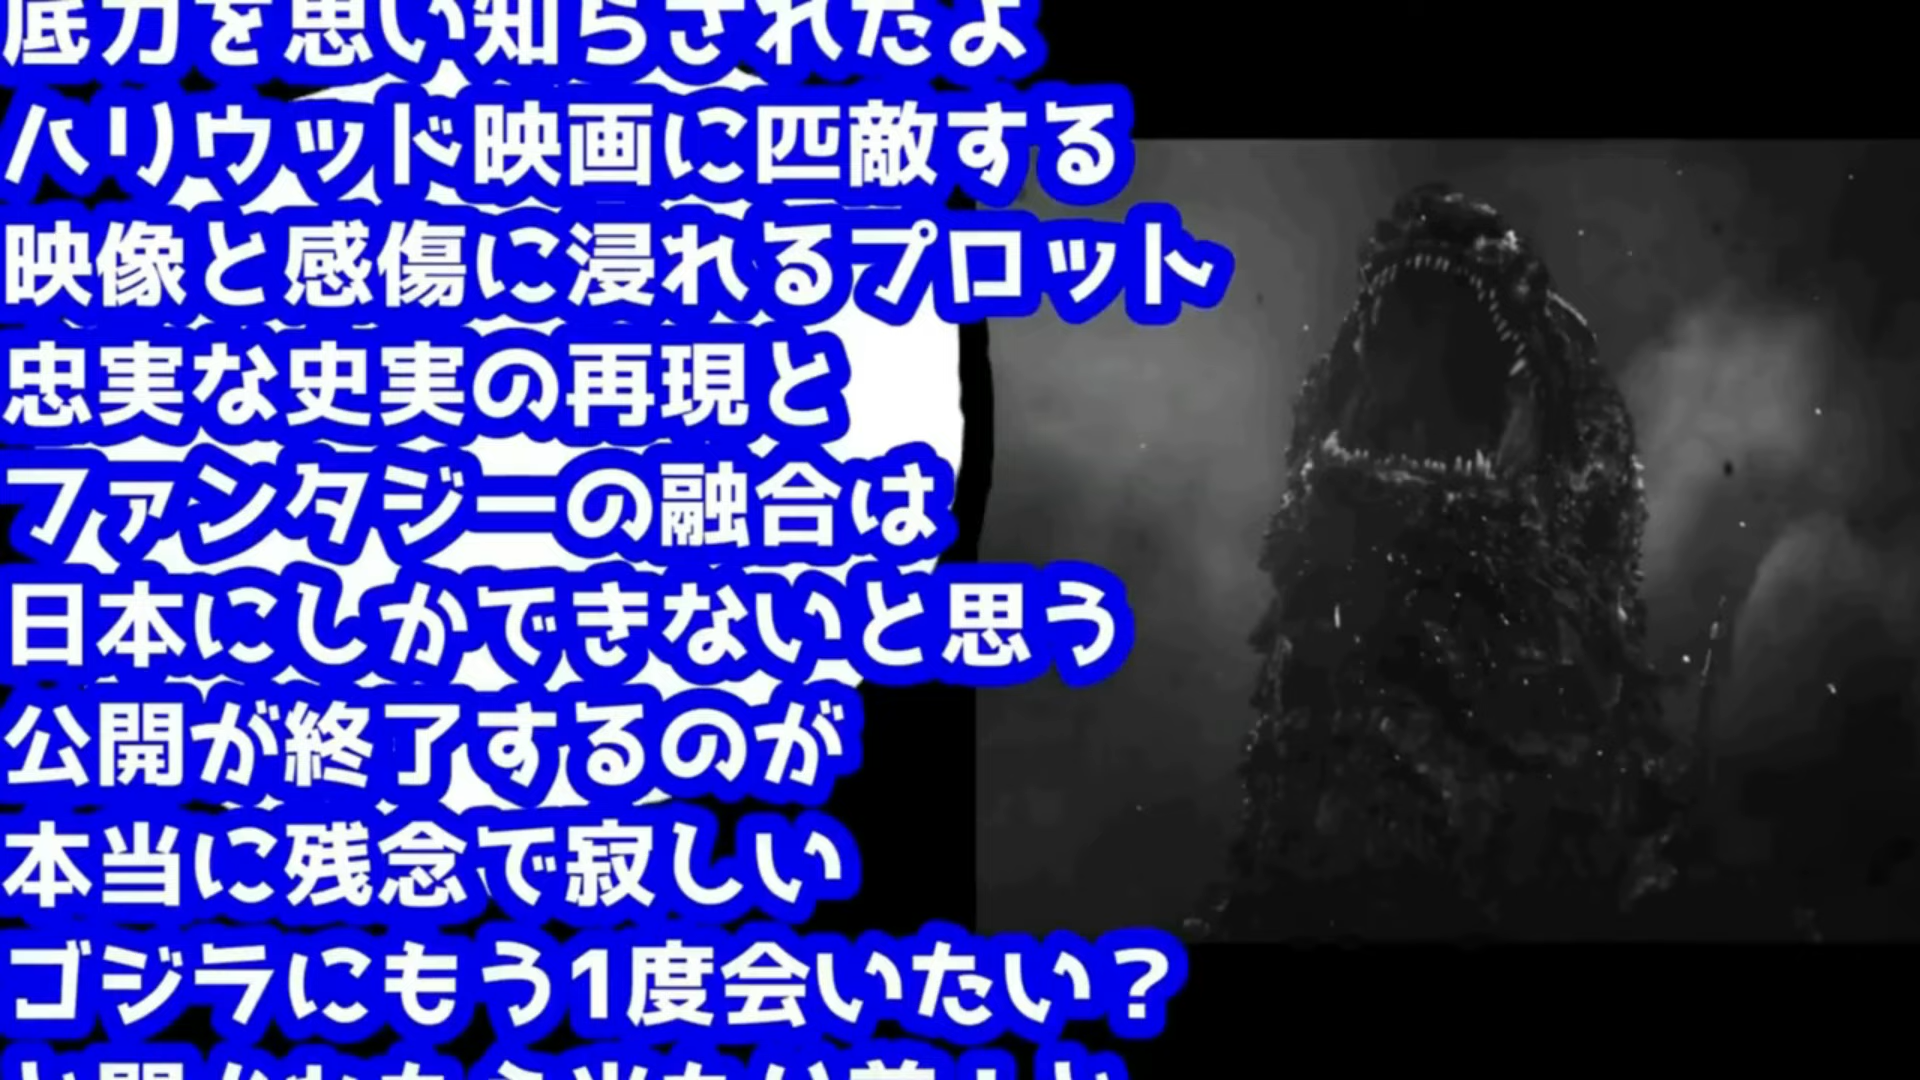 底力を思い知らされたよ
ハリウッド映画に匹敵する
映像と感傷に浸れるプロット
忠実な史実の再現と
ファンタジーの融合は
日本にしかできないと思う
公開が終了するのが
本当に残念で寂しい
ゴジラにもう1度会いたい？